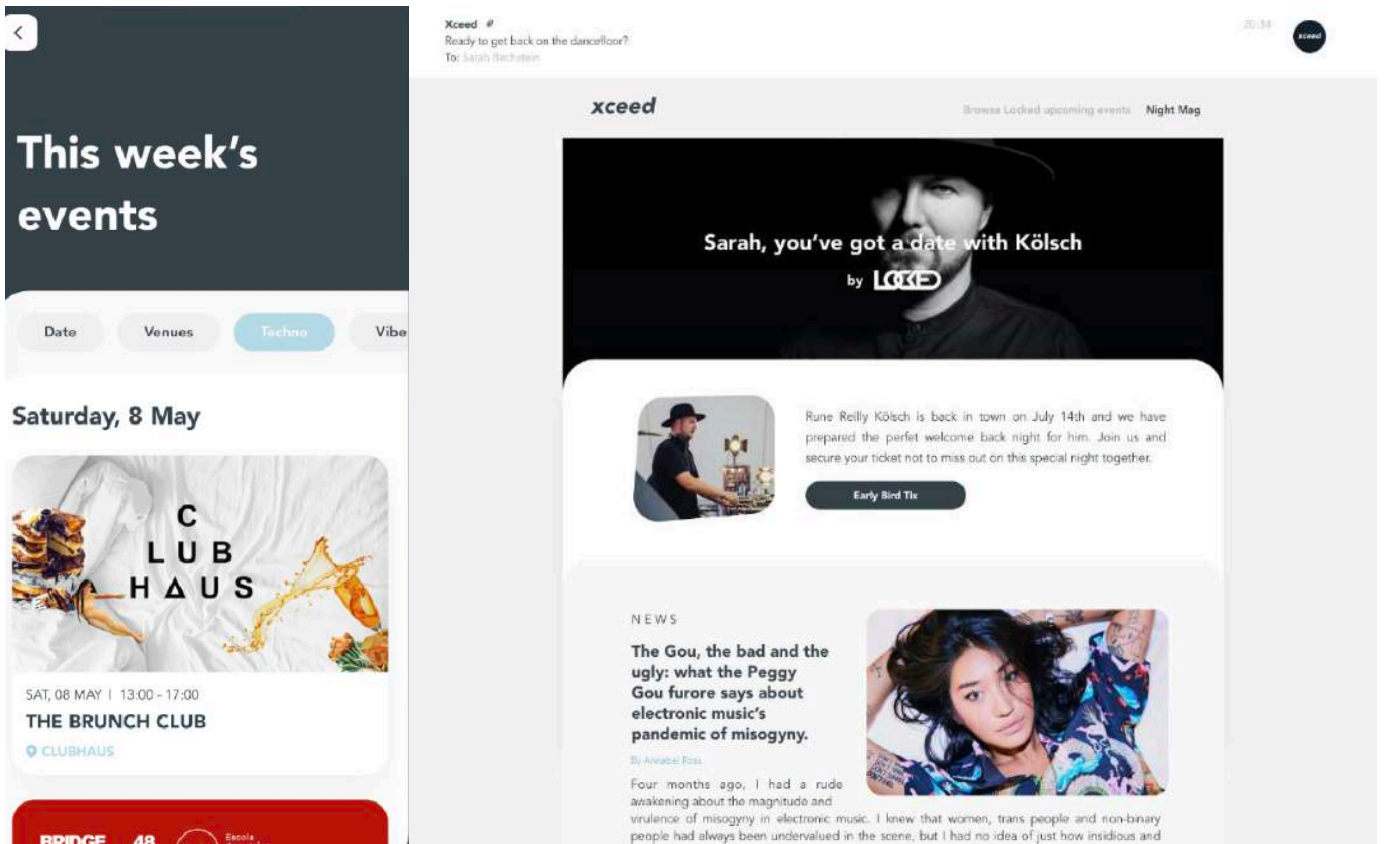 This week's
events
Date
Venues
Techno
Vibe
Saturday, 8 May
C
LUB
HAUS
SAT, 08 MAY | 13:00 - 17:00
THE BRUNCH CLUB
CLUBHAUS
BRIDGE
48
Escola
Xceed
Ready to get back on the dancefloor?
To: Sarah Bechstein
20:34
xceed
xceed
Browse Locked upcoming events
Night Mag
Sarah, you've got a date with Kölsch
by LOCKED
Rune Reilly Kölsch is back in town on July 14th and we have
prepared the perfet welcome back night for him. Join us and
secure your ticket not to miss out on this special night together.
Early Bird Tix
NEWS
The Gou, the bad and the
ugly: what the Peggy
Gou furore says about
electronic music's
pandemic of misogyny.
By Annabel Ross
Four months ago, I had a rude
awakening about the magnitude and
virulence of misogyny in electronic music. I knew that women, trans people and non-binary
people had always been undervalued in the scene, but I had no idea of just how insidious and